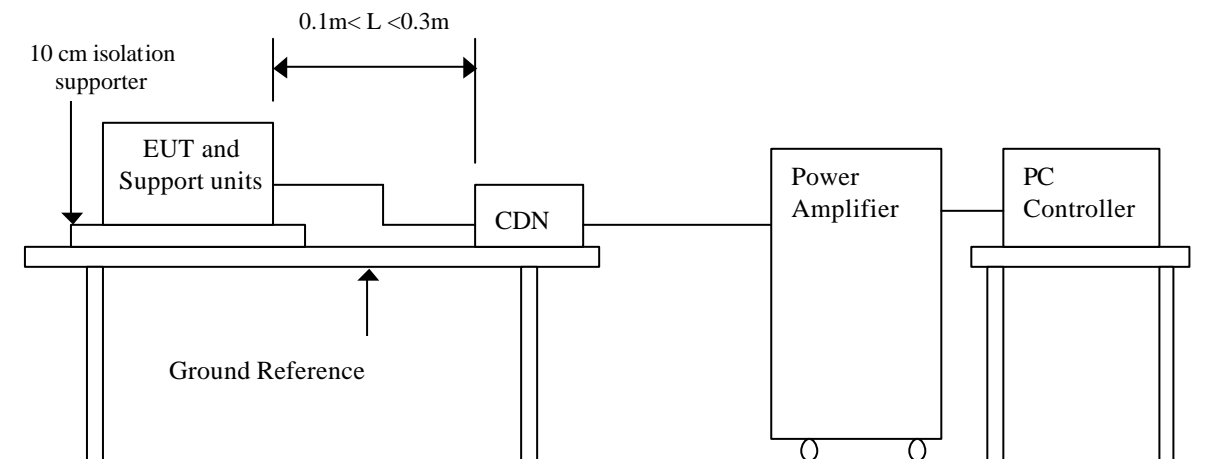 0.1m< L <0.3m
10 cm isolation
supporter
EUT and
Support units
CDN
Power
Amplifier
PC
Controller
Ground Reference